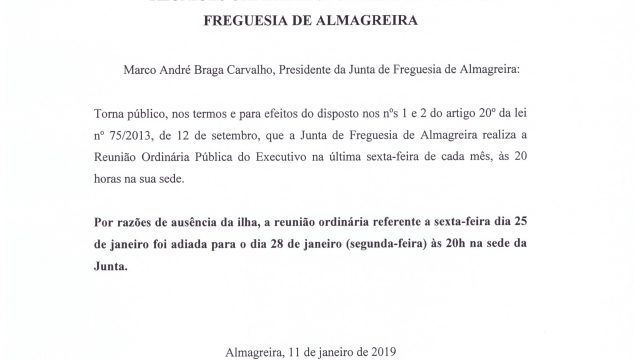 FREGUESIA DE ALMAGREIRA
Marco André Braga Carvalho, Presidente da Junta de Freguesia de Almagreira:
Torna público, nos termos e para efeitos do disposto nos nºs 1 e 2 do artigo 20º da lei
nº 75/2013, de 12 de setembro, que a Junta de Freguesia de Almagreira realiza a
Reunião Ordinária Pública do Executivo na última sexta-feira de cada mês, às 20
horas na sua sede.
Por razões de ausência da ilha, a reunião ordinária referente a sexta-feira dia 25
de janeiro foi adiada para o dia 28 de janeiro (segunda-feira) às 20h na sede da
Junta.
Almagreira, 11 de janeiro de 2019